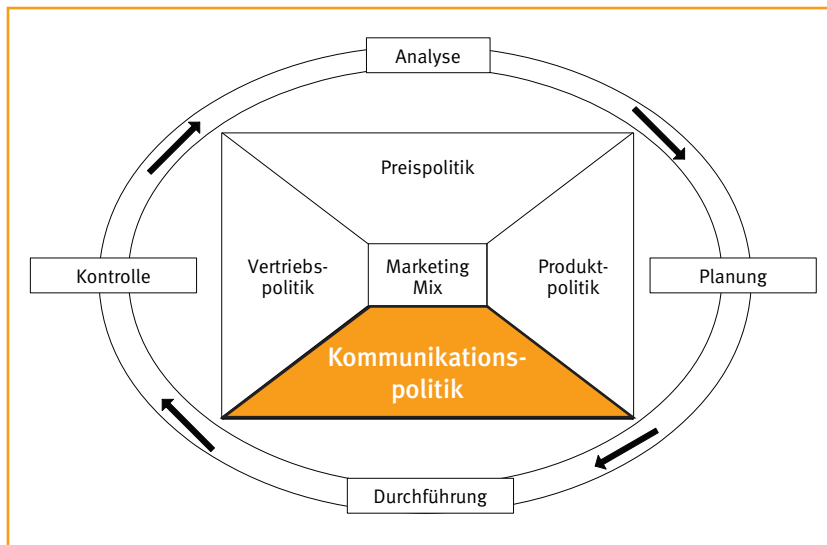 Analyse
Preispolitik
Kontrolle
Vertriebs-
politik
Marketing
Mix
Produkt-
politik
Planung
Kommunikations-
politik
Durchführung